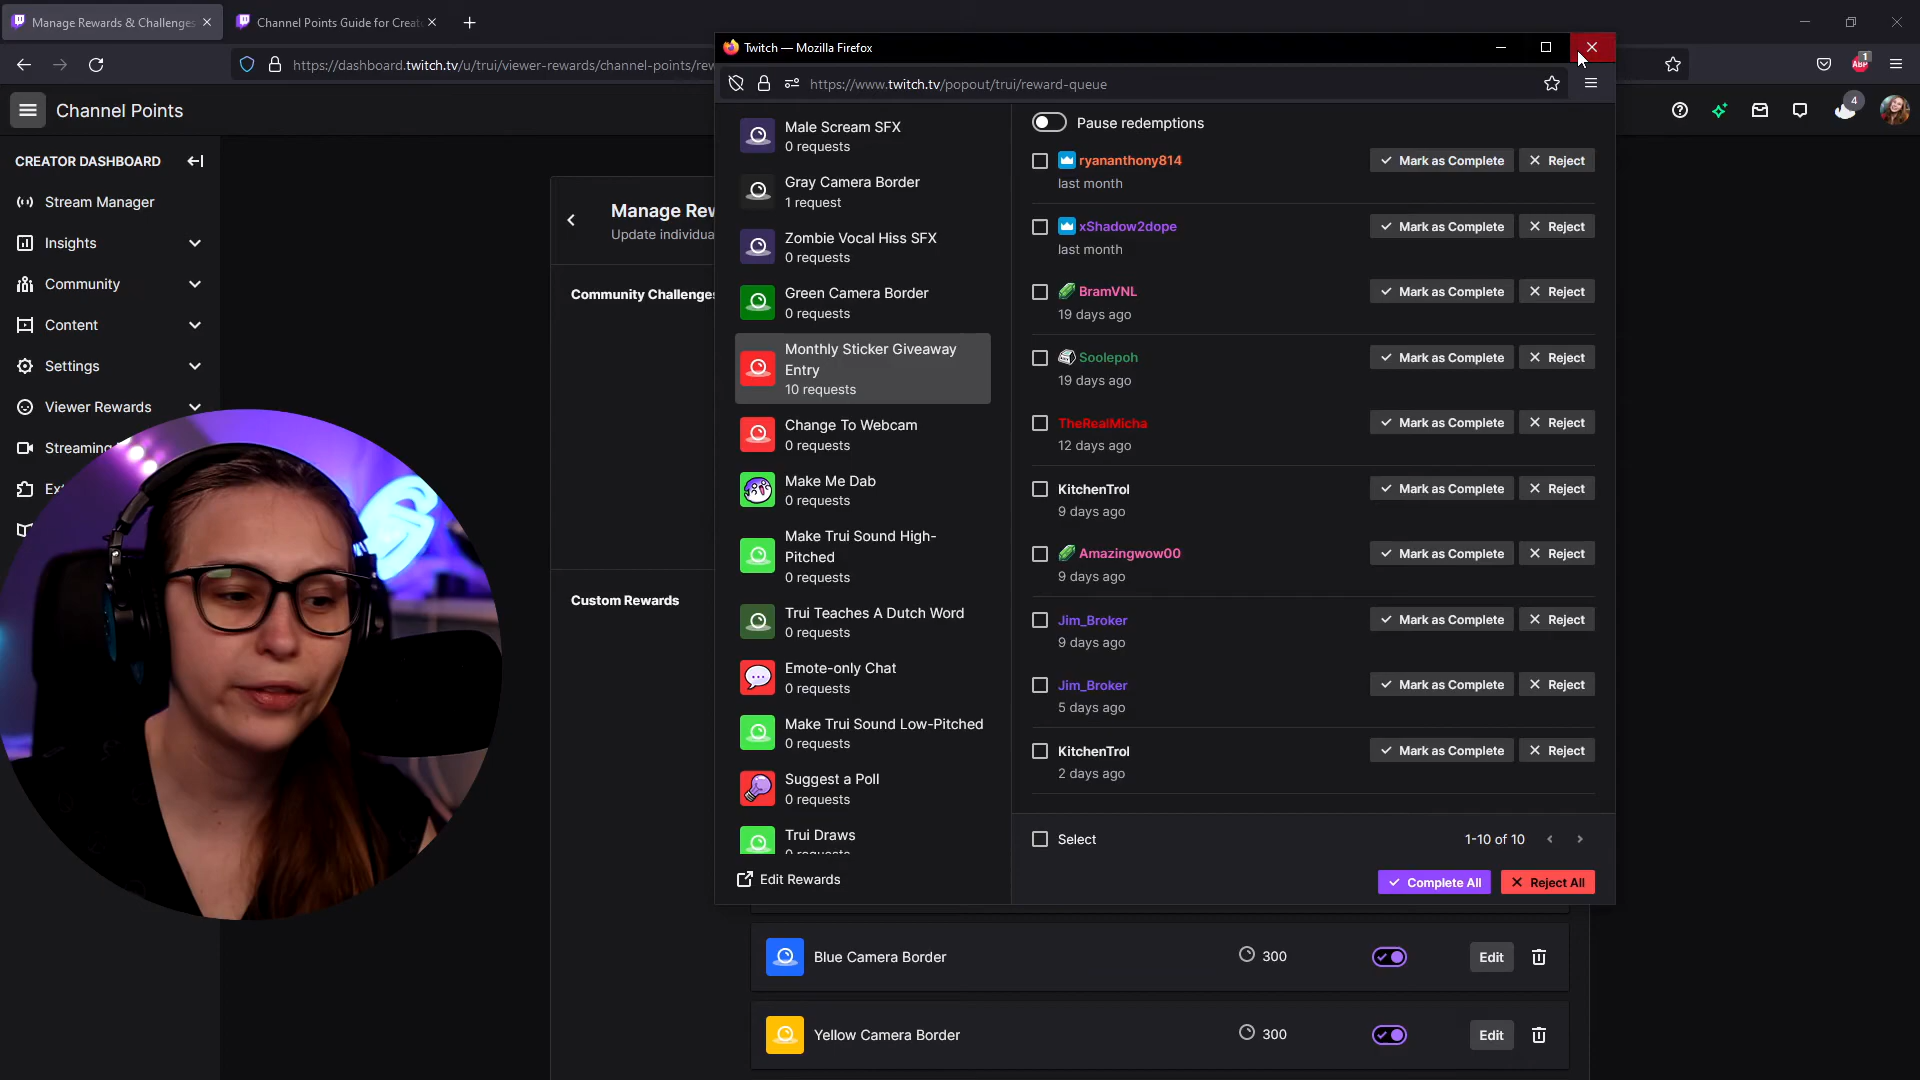 Manage Rewards & Challenges
Channel Points Guide for Creat
https://dashboard.twitch.tv/u/trui/viewer-rewards/channel-points/rew
ABP
1
Channel Points
4
CREATOR DASHBOARD
Stream Manager
Insights
Community
Content
Settings
Viewer Rewards
Streaming
Ext
Manage Rew
Update individua
Community Challenges
Custom Rewards
Twitch — Mozilla Firefox
https://www.twitch.tv/popout/trui/reward-queue
Male Scream SFX
0 requests
Gray Camera Border
1 request
Zombie Vocal Hiss SFX
0 requests
Green Camera Border
0 requests
Monthly Sticker Giveaway
Entry
10 requests
Change To Webcam
0 requests
Make Me Dab
0 requests
Make Trui Sound High-
Pitched
0 requests
Trui Teaches A Dutch Word
0 requests
Emote-only Chat
0 requests
Make Trui Sound Low-Pitched
0 requests
Suggest a Poll
0 requests
Trui Draws
0 requests
Edit Rewards
Pause redemptions
ryananthony814 Mark as Complete Reject
last month
xShadow2dope Mark as Complete Reject
last month
BramVNL Mark as Complete Reject
19 days ago
Soolepoh Mark as Complete Reject
19 days ago
TheRealMicha Mark as Complete Reject
12 days ago
KitchenTrol Mark as Complete Reject
9 days ago
Amazingwow00 Mark as Complete Reject
9 days ago
Jim_Broker Mark as Complete Reject
9 days ago
Jim_Broker Mark as Complete Reject
5 days ago
KitchenTrol Mark as Complete Reject
2 days ago
Select 1-10 of 10
Complete All Reject All
Blue Camera Border 300 Edit
Yellow Camera Border 300 Edit